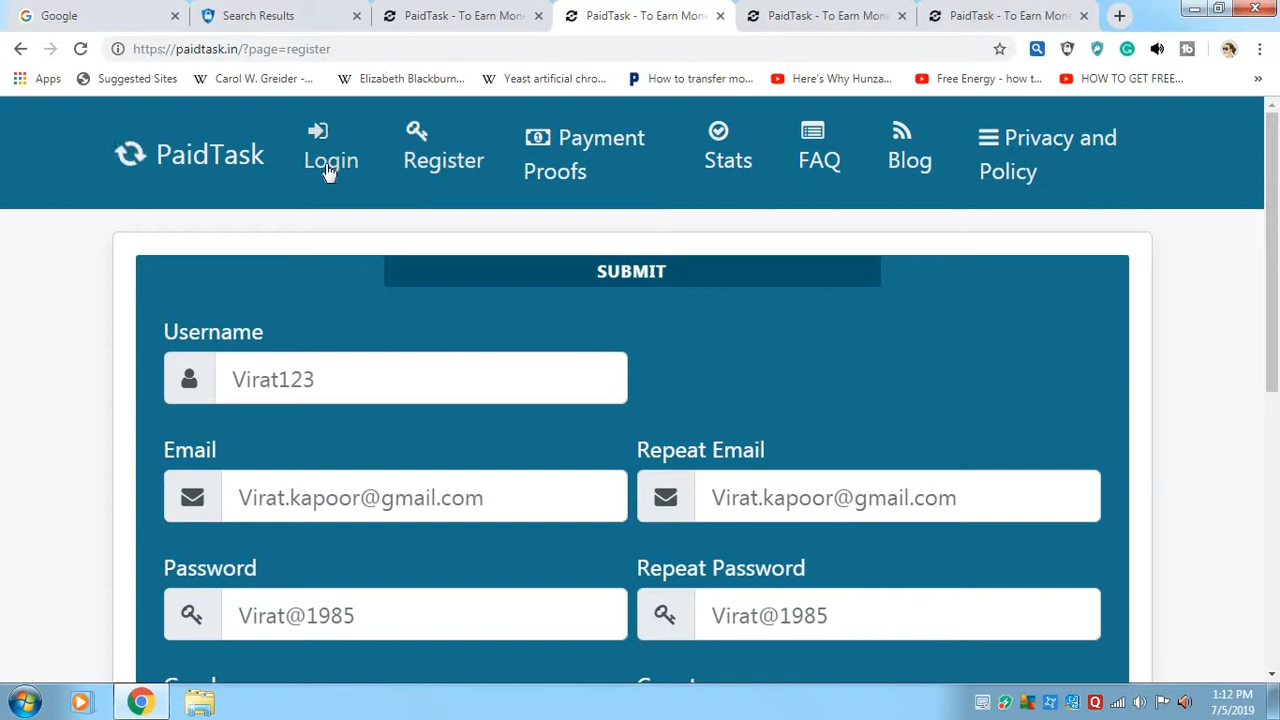 Google
Search Results
PaidTask - To Earn Mone
PaidTask - To Earn Mone
PaidTask - To Earn Mone
PaidTask - To Earn Mone
https://paidtask.in/?page=register
Apps
Suggested Sites
Carol W. Greider -...
Elizabeth Blackburn...
Yeast artificial chro...
How to transfer mo...
Here's Why Hunza...
Free Energy - how t...
HOW TO GET FREE...
PaidTask
Login
Register
Payment
Proofs
Stats
FAQ
Blog
Privacy and
Policy
SUBMIT
Username
Virat123
Email
Repeat Email
Virat.kapoor@gmail.com
Virat.kapoor@gmail.com
Password
Repeat Password
Virat@1985
Virat@1985
1:12 PM
7/5/2019